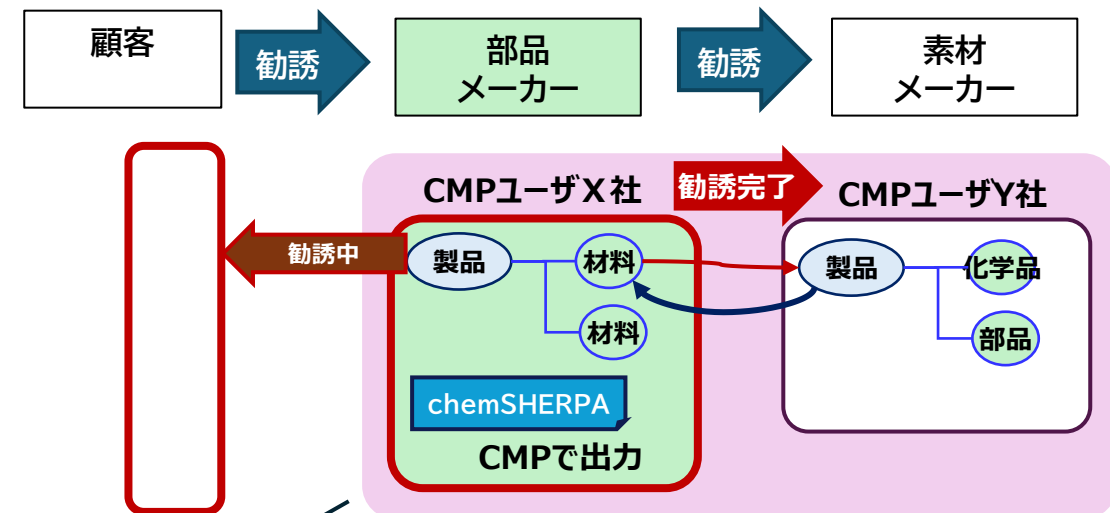 顧客
勧誘
部品
メーカー
勧誘
素材
メーカー
CMPユーザX社
勧誘完了
CMPユーザY社
勧誘中
製品
材料
製品
化学品
材料
部品
chemSHERPA
CMPで出力